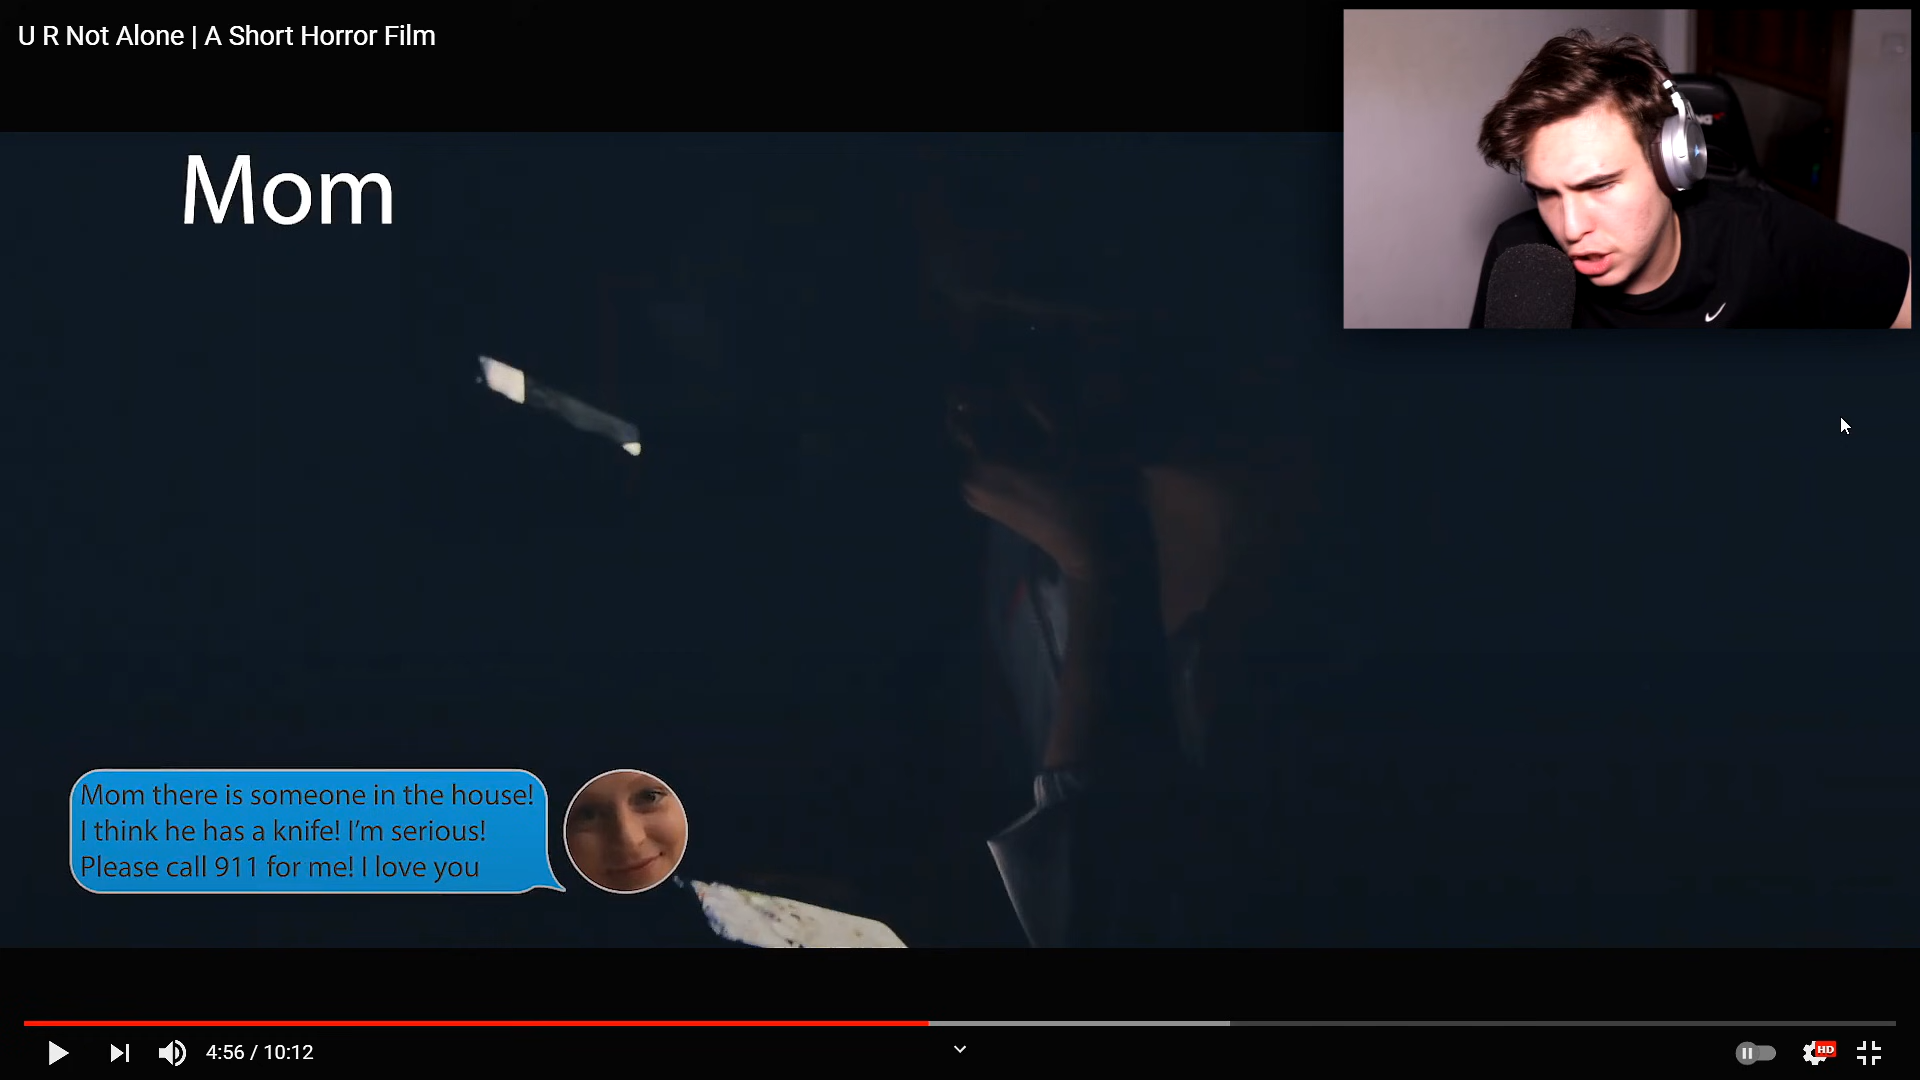 U R Not Alone | A Short Horror Film
Mom
Mom there is someone in the house!
I think he has a knife! I'm serious!
Please call 911 for me! I love you
4:56 / 10:12
HD